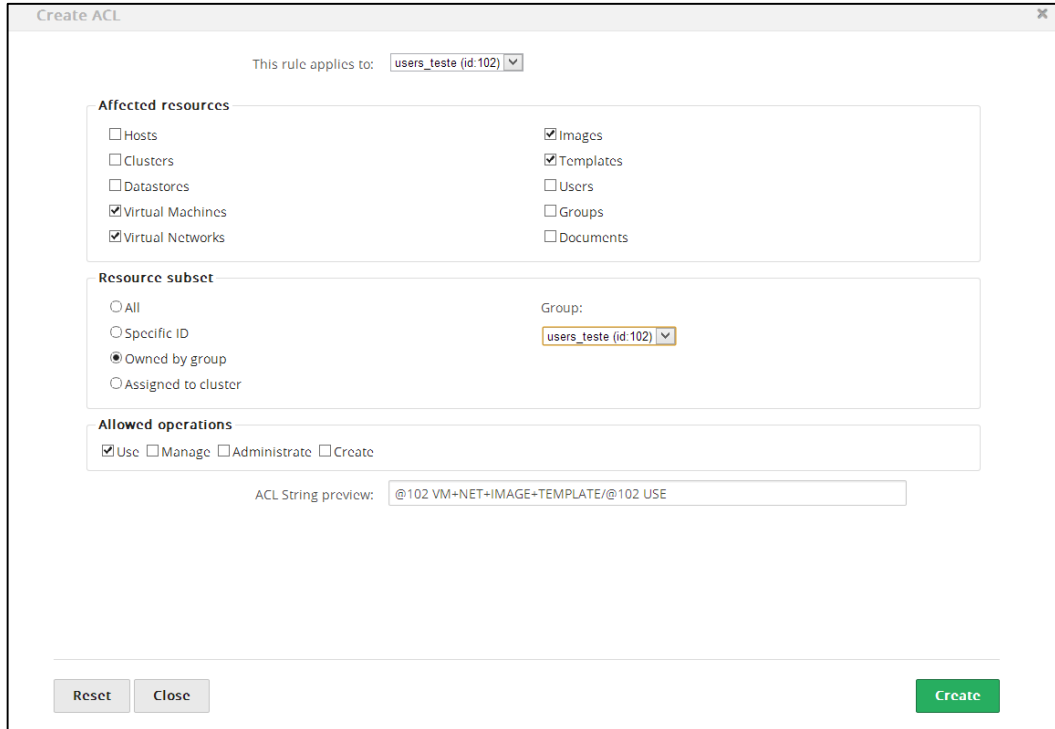 Create ACL ×
This rule applies to: users_teste (id:102)
Affected resources
Hosts
Clusters
Datastores
Virtual Machines
Virtual Networks
Images
Templates
Users
Groups
Documents
Resource subset
All
Specific ID
Owned by group
Assigned to cluster
Group:
users_teste (id:102)
Allowed operations
Use Manage Administrate Create
ACL String preview: @102 VM+NET+IMAGE+TEMPLATE/@102 USE
Reset Close Create